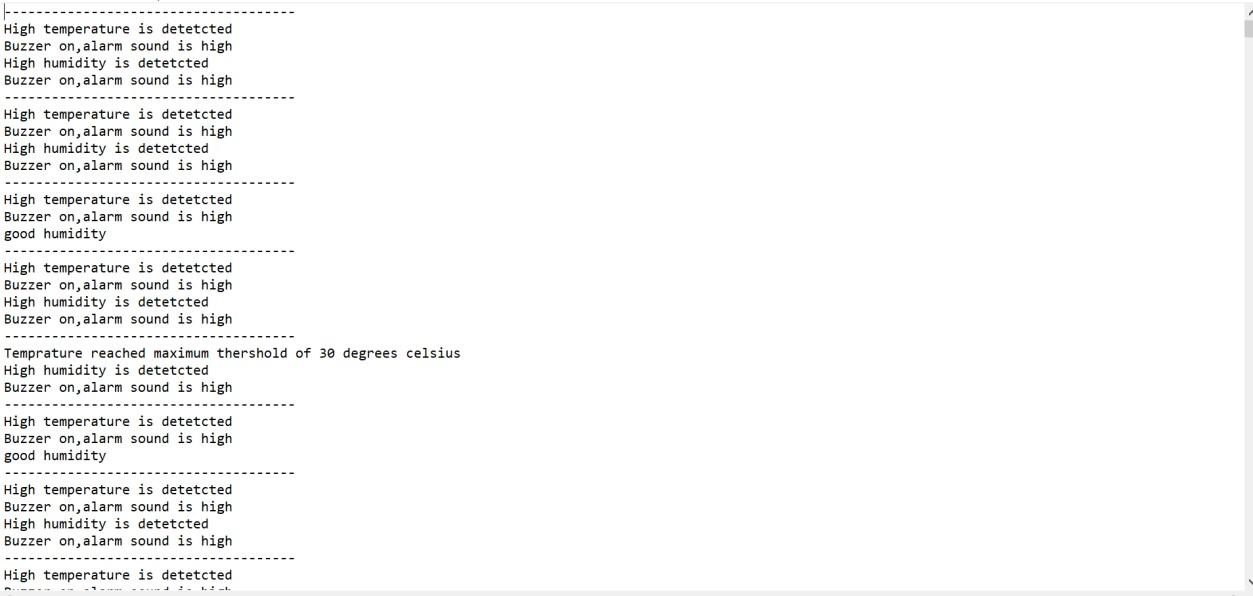 -------------------------------------
High temperature is detetcted
Buzzer on,alarm sound is high
High humidity is detetcted
Buzzer on,alarm sound is high
-------------------------------------
High temperature is detetcted
Buzzer on,alarm sound is high
High humidity is detetcted
Buzzer on,alarm sound is high
-------------------------------------
High temperature is detetcted
Buzzer on,alarm sound is high
good humidity
-------------------------------------
High temperature is detetcted
Buzzer on,alarm sound is high
High humidity is detetcted
Buzzer on,alarm sound is high
-------------------------------------
Temprature reached maximum thershold of 30 degrees celsius
High humidity is detetcted
Buzzer on,alarm sound is high
-------------------------------------
High temperature is detetcted
Buzzer on,alarm sound is high
good humidity
-------------------------------------
High temperature is detetcted
Buzzer on,alarm sound is high
High humidity is detetcted
Buzzer on,alarm sound is high
-------------------------------------
High temperature is detetcted